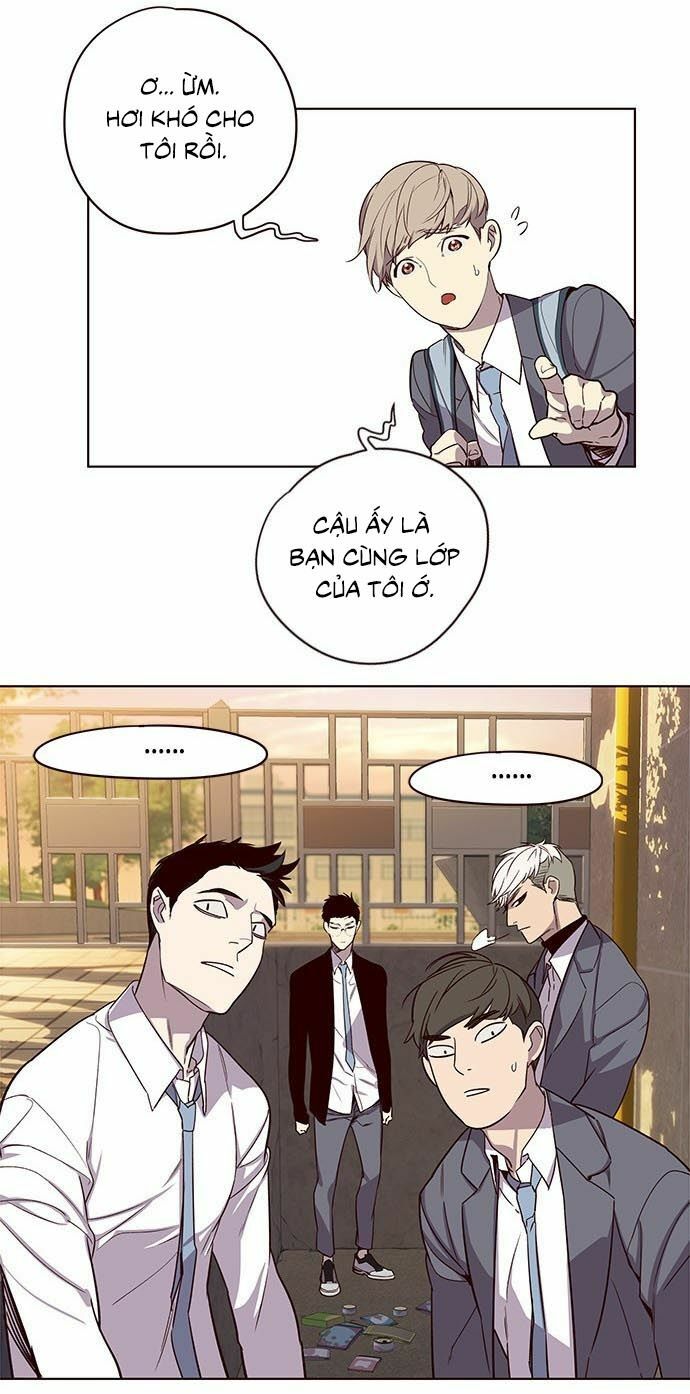 Ơ... ỪM.
HƠI KHÓ CHO
TÔI RỒI.
CẬU ẤY LÀ
BẠN CÙNG LỚP
CỦA TÔI Ớ.
......
......